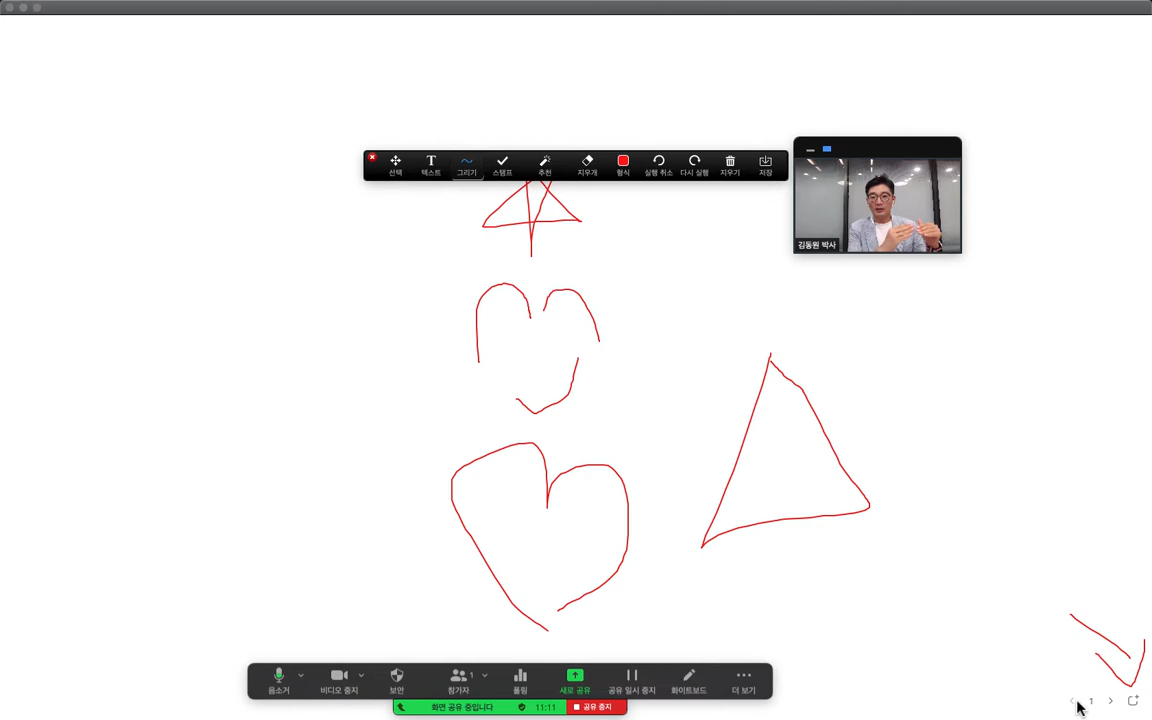 선택 텍스트 그리기 스탬프 추천 지우개 형식 실행 취소 다시 실행 지우기 저장
김동원 박사
음소거 비디오 중지 보안 참가자 1 폴링 새로 공유 공유 일시 중지 화이트보드 더 보기
화면 공유 중입니다 11:11 공유 중지
1